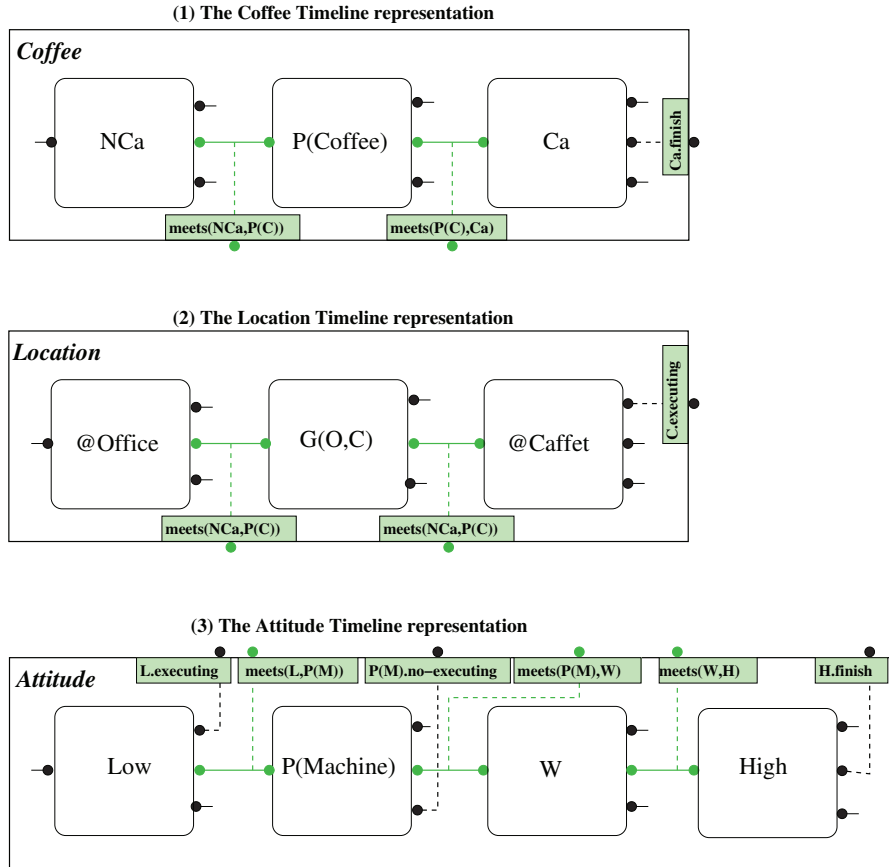 (1) The Coffee Timeline representation
Coffee
NCa
P(Coffee)
Ca
Ca.finish
meets(NCa,P(C))
meets(P(C),Ca)
(2) The Location Timeline representation
Location
@Office
G(O,C)
@Caffet
C.executing
meets(NCa,P(C))
meets(NCa,P(C))
(3) The Attitude Timeline representation
Attitude
L.executing
meets(L,P(M))
P(M).no-executing
meets(P(M),W)
meets(W,H)
H.finish
Low
P(Machine)
W
High